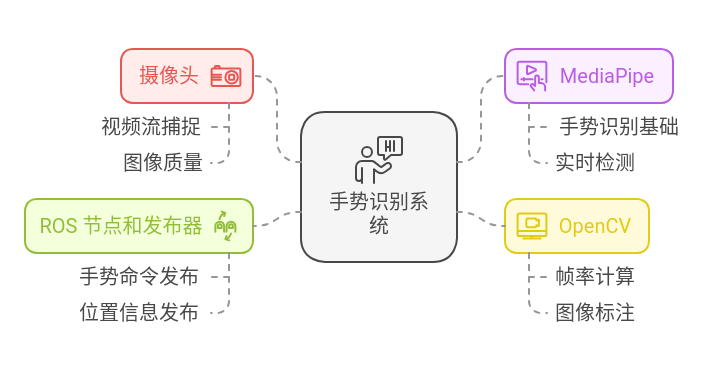 摄像头
视频流捕捉
图像质量
ROS 节点和发布器
手势命令发布
位置信息发布
HI
手势识别系
统
MediaPipe
手势识别基础
实时检测
OpenCV
帧率计算
图像标注